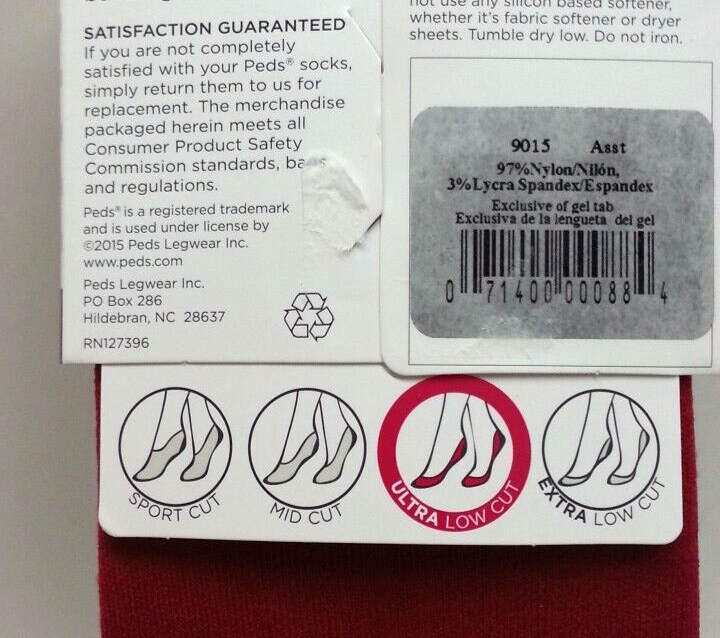 SATISFACTION GUARANTEED
If you are not completely
satisfied with your Peds® socks,
simply return them to us for
replacement. The merchandise
packaged herein meets all
Consumer Product Safety
Commission standards,
and regulations.
Peds® is a registered trademark
and is used under license by
©2015 Peds Legwear Inc.
www.peds.com
Peds Legwear Inc.
PO Box 286
Hildebran, NC 28637
RN127396
not use any silicon based softener,
whether it's fabric softener or dryer
sheets. Tumble dry low. Do not iron.
9015 Asst
97%Nylon/Nilón,
3%Lycra Spandex/Espandex
Exclusive of gel tab
Exclusiva de la lengueta del gel
0 71400 00088 4
SPORT CUT
MID CUT
ULTRA LOW CUT
EXTRA LOW CUT